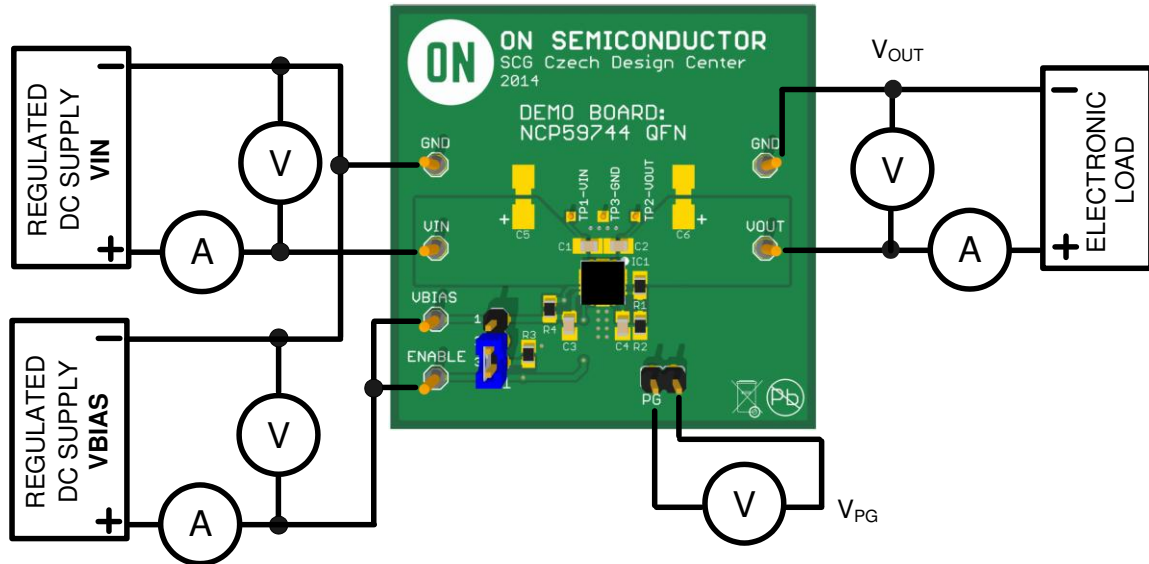 ON
ON SEMICONDUCTOR
SCG Czech Design Center
2014
DEMO BOARD:
NCP59744 QFN
REGULATED
DC SUPPLY
VIN
-
+
V
A
REGULATED
DC SUPPLY
VBIAS
-
+
V
A
GND
VIN
VBIAS
ENABLE
+
C5
TP1-VIN
TP3-GND
TP2-VOUT
+
C6
C1
C2
IC1
R1
R4
C3
C4
R2
R3
1
PG
Pb
GND
VOUT
VOUT
V
A
-
+
ELECTRONIC
LOAD
V
VPG